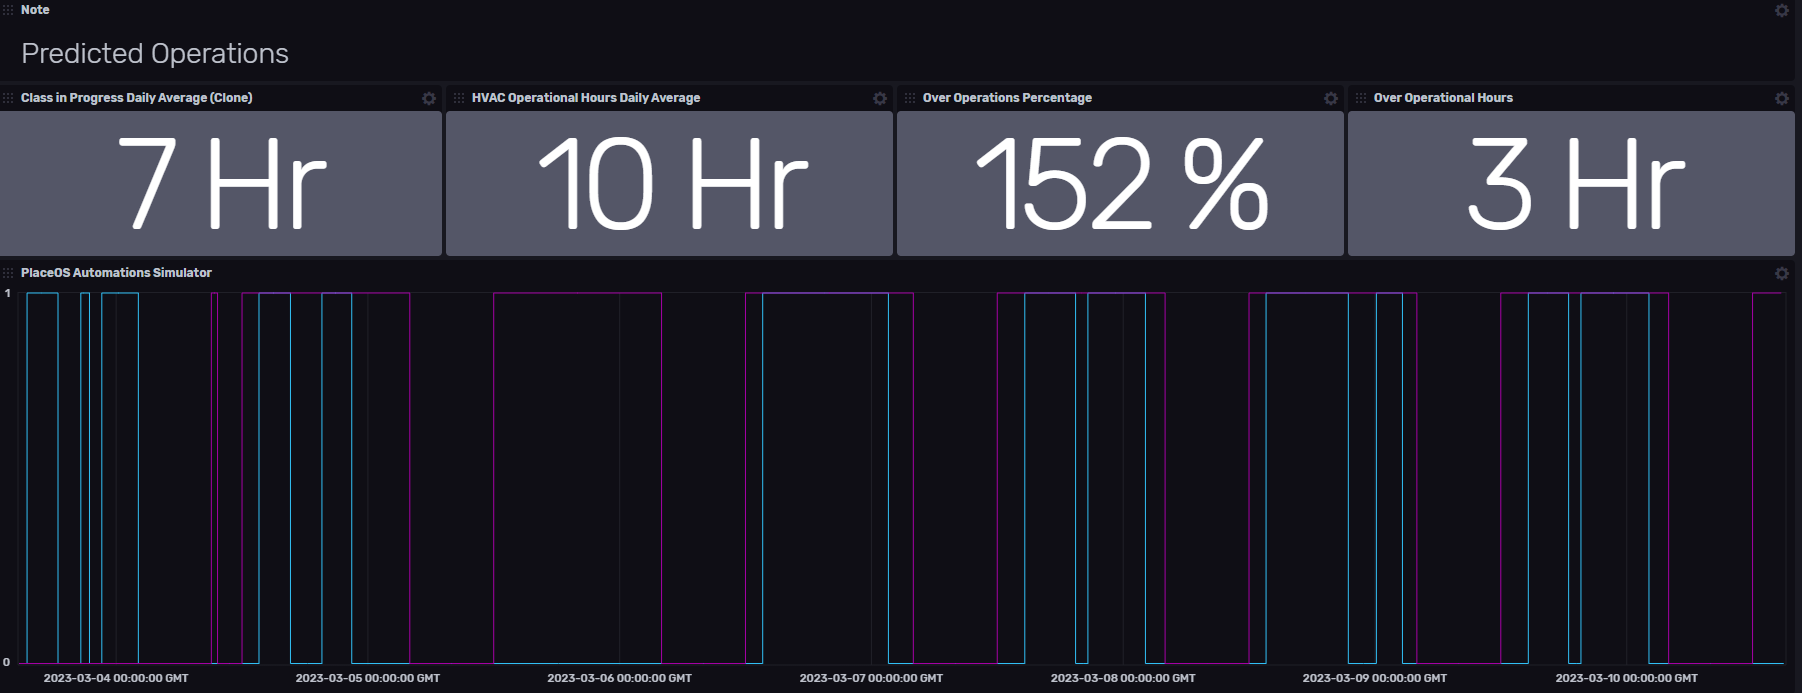 Note
Predicted Operations
Class in Progress Daily Average (Clone)
HVAC Operational Hours Daily Average
Over Operations Percentage
Over Operational Hours
7 Hr
10 Hr
152 %
3 Hr
PlaceOS Automations Simulator
1
0
2023-03-04 00:00:00 GMT
2023-03-05 00:00:00 GMT
2023-03-06 00:00:00 GMT
2023-03-07 00:00:00 GMT
2023-03-08 00:00:00 GMT
2023-03-09 00:00:00 GMT
2023-03-10 00:00:00 GMT